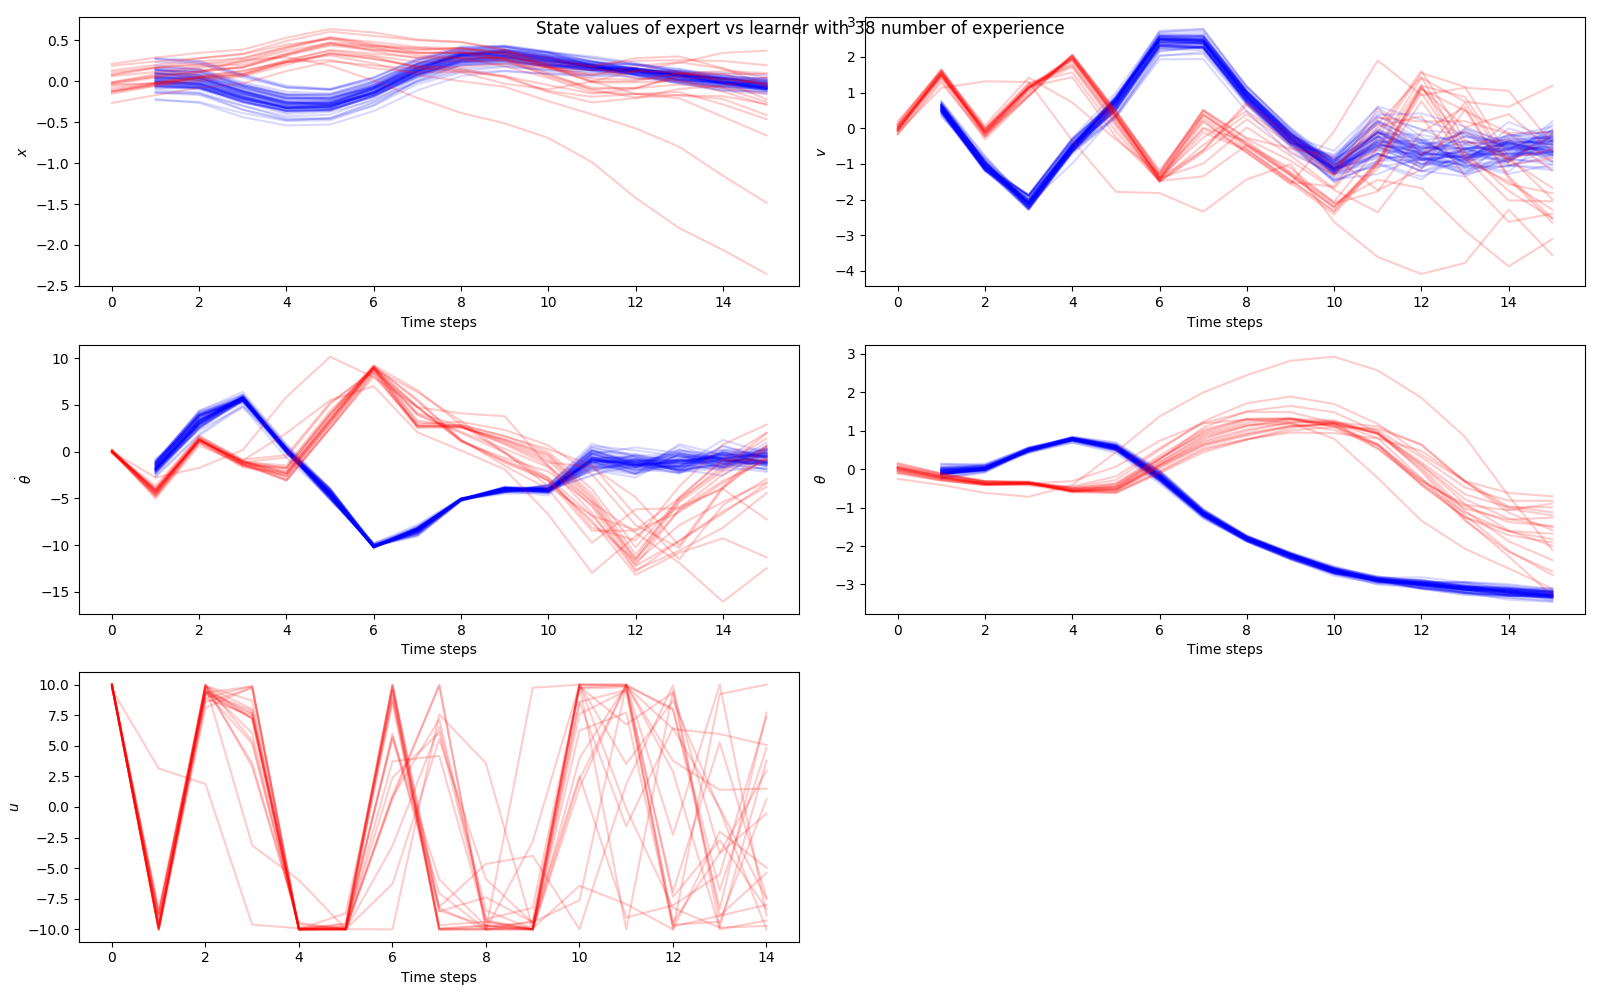 State values of expert vs learner with 38 number of experience
0.5
0.0
−0.5
−1.0
−1.5
−2.0
−2.5
x
0 2 4 6 8 10 12 14
Time steps
3
2
1
0
−1
−2
−3
−4
v
0 2 4 6 8 10 12 14
Time steps
10
5
0
−5
−10
−15
θ̇
0 2 4 6 8 10 12 14
Time steps
3
2
1
0
−1
−2
−3
θ
0 2 4 6 8 10 12 14
Time steps
10.0
7.5
5.0
2.5
0.0
−2.5
−5.0
−7.5
−10.0
u
0 2 4 6 8 10 12 14
Time steps